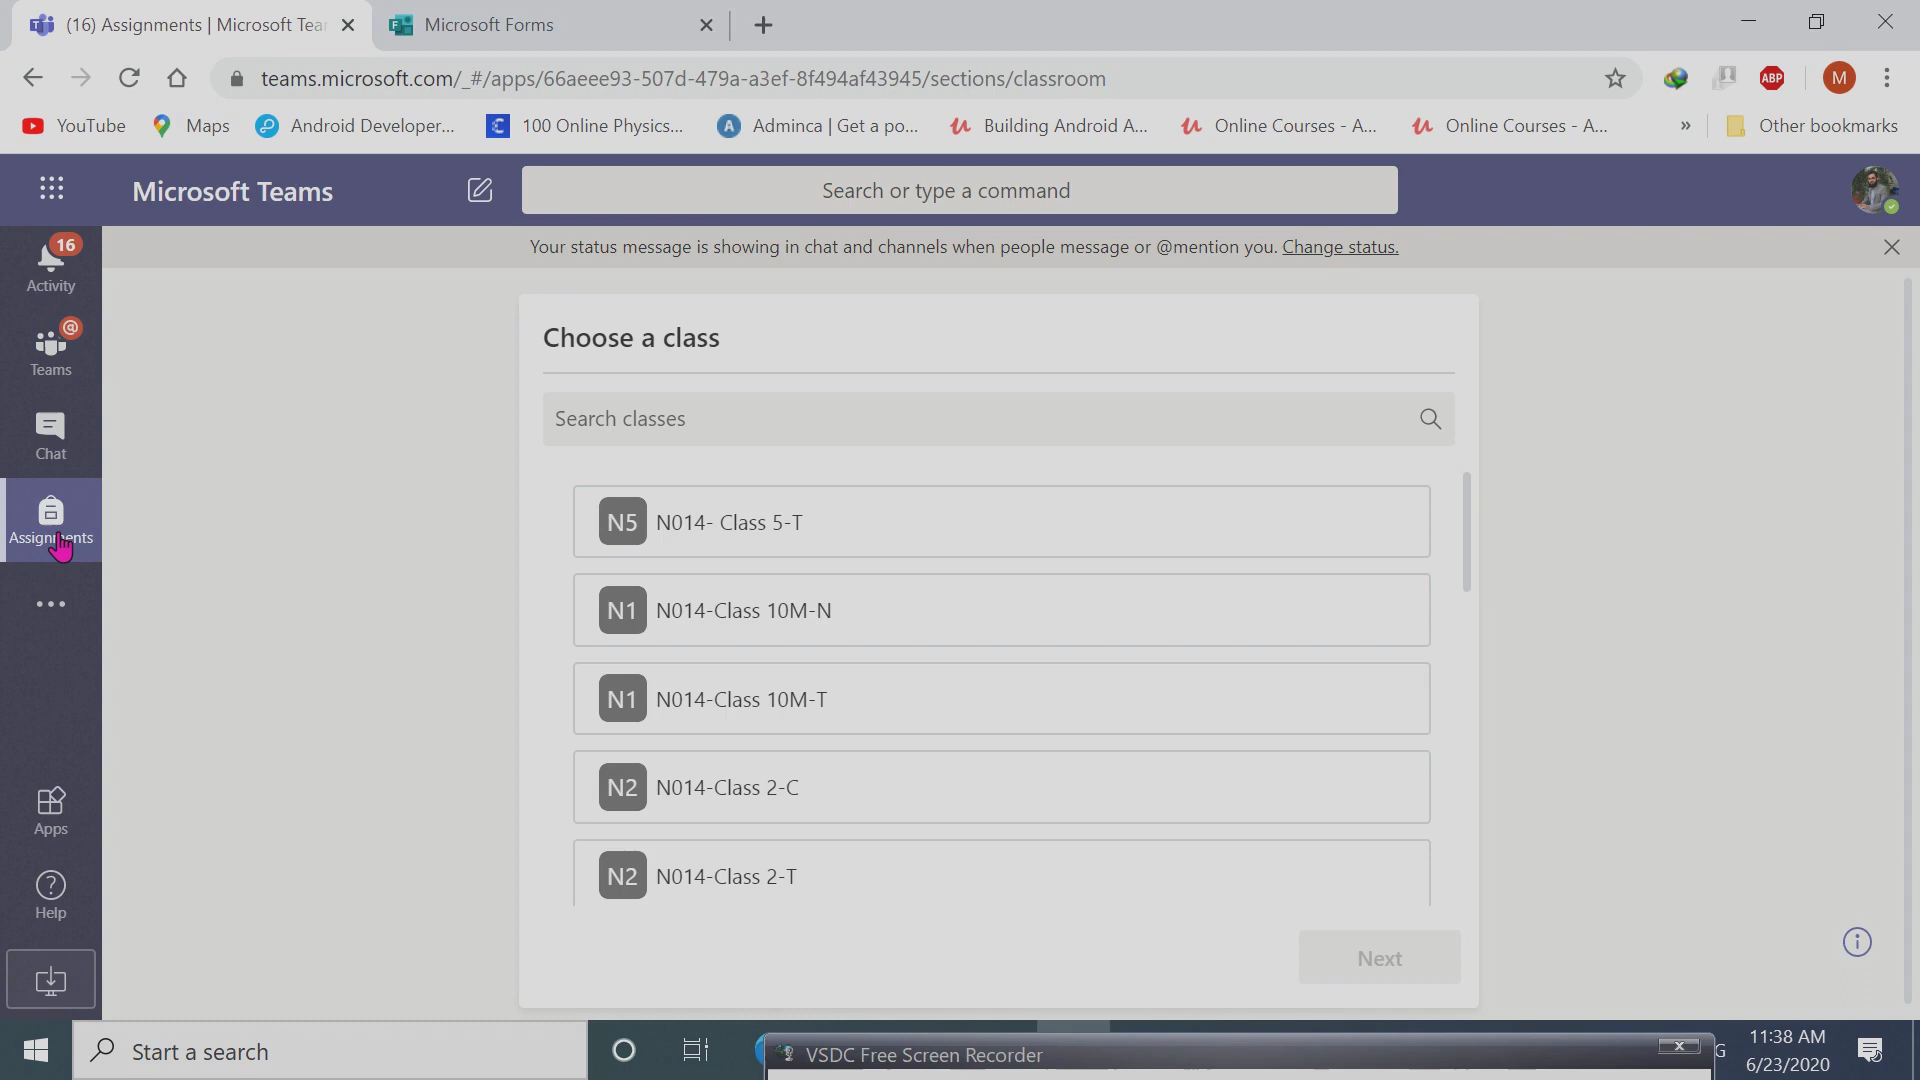 (16) Assignments | Microsoft Tear
Microsoft Forms
teams.microsoft.com/_#/apps/66aeee93-507d-479a-a3ef-8f494af43945/sections/classroom
ABP
M
YouTube
Maps
Android Developer...
100 Online Physics...
Adminca | Get a po...
Building Android A...
Online Courses - A...
Online Courses - A...
»
Other bookmarks
Microsoft Teams
Search or type a command
Your status message is showing in chat and channels when people message or @mention you. Change status.
16
Activity
@
Teams
Chat
Assignments
Apps
Help
Choose a class
Search classes
N5 N014- Class 5-T
N1 N014-Class 10M-N
N1 N014-Class 10M-T
N2 N014-Class 2-C
N2 N014-Class 2-T
Next
Start a search
VSDC Free Screen Recorder
G
11:38 AM
6/23/2020